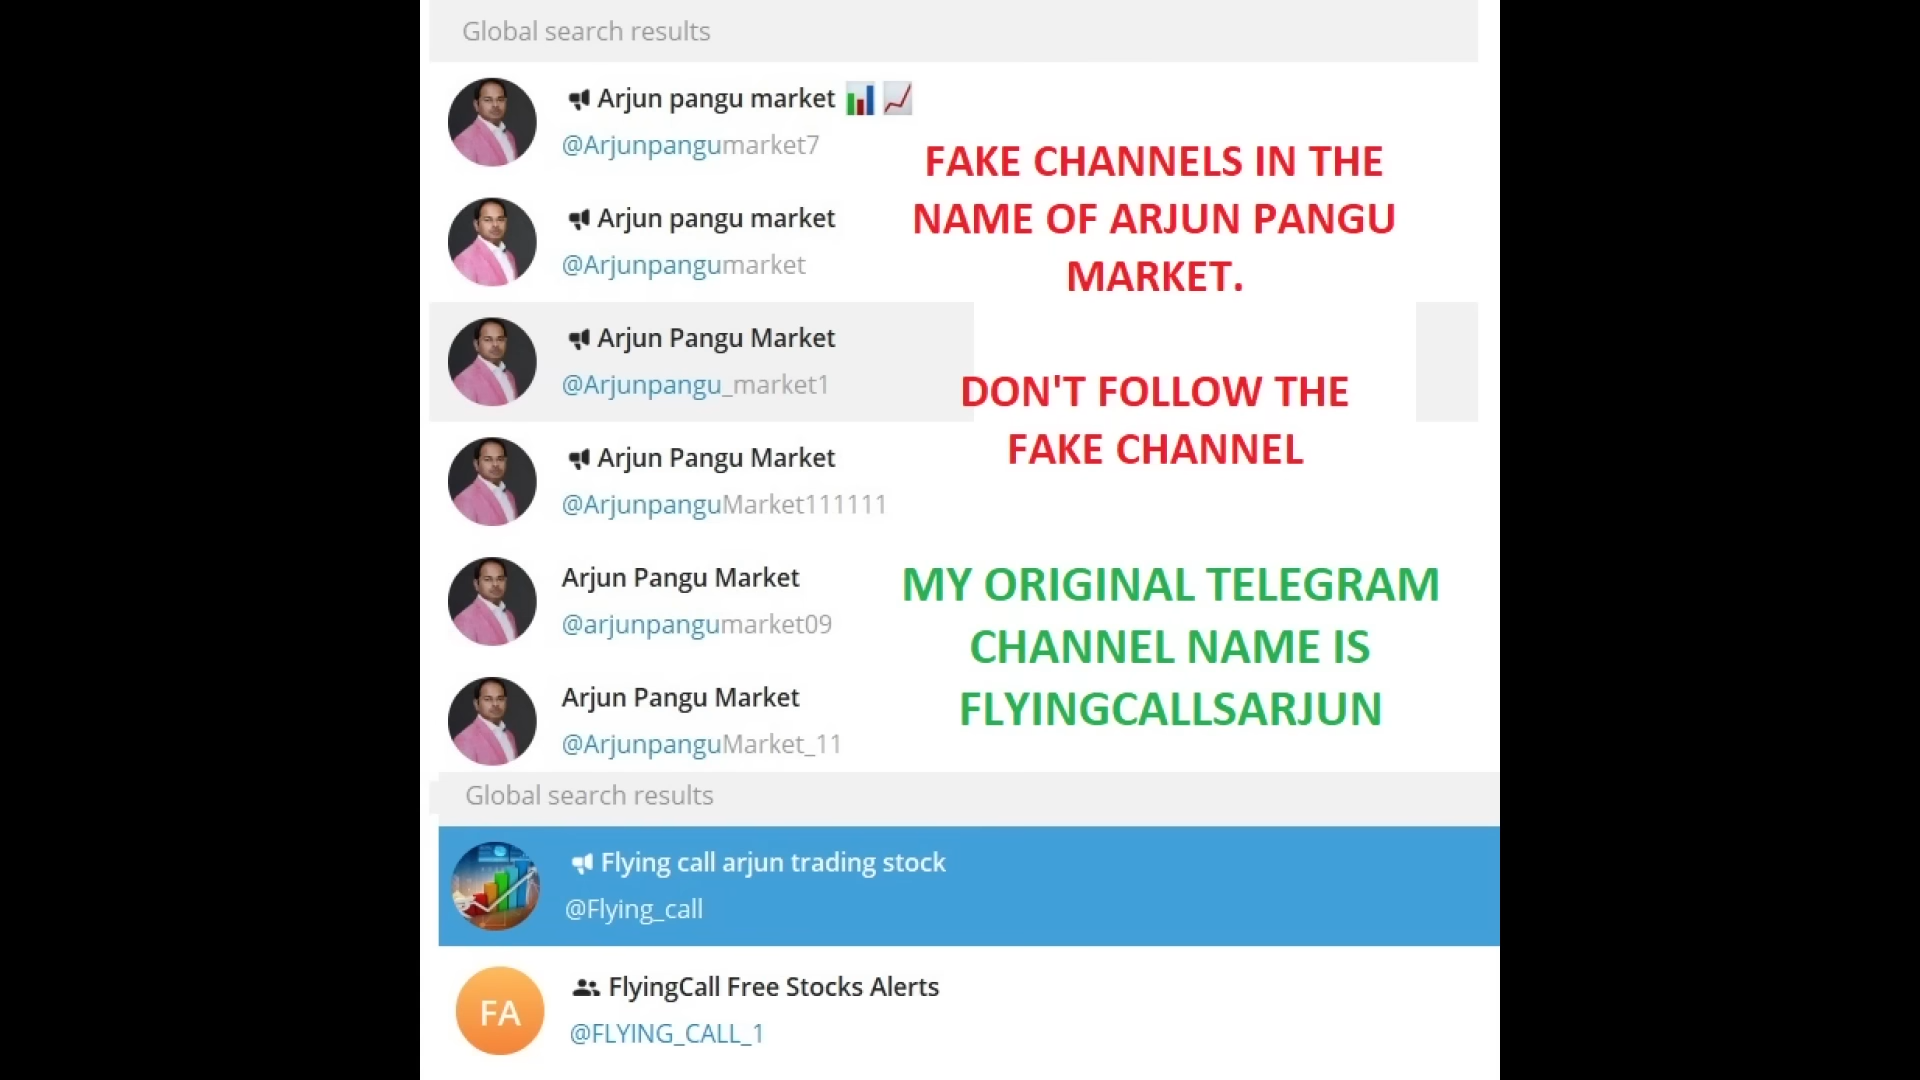 Global search results
Arjun pangu market
@Arjunpangumarket7
Arjun pangu market
@Arjunpangumarket
Arjun Pangu Market
@Arjunpangu_market1
Arjun Pangu Market
@ArjunpanguMarket111111
Arjun Pangu Market
@arjunpangumarket09
Arjun Pangu Market
@ArjunpanguMarket_11
FAKE CHANNELS IN THE
NAME OF ARJUN PANGU
MARKET.
DON'T FOLLOW THE
FAKE CHANNEL
MY ORIGINAL TELEGRAM
CHANNEL NAME IS
FLYINGCALLSARJUN
Global search results
Flying call arjun trading stock
@Flying_call
FA
FlyingCall Free Stocks Alerts
@FLYING_CALL_1